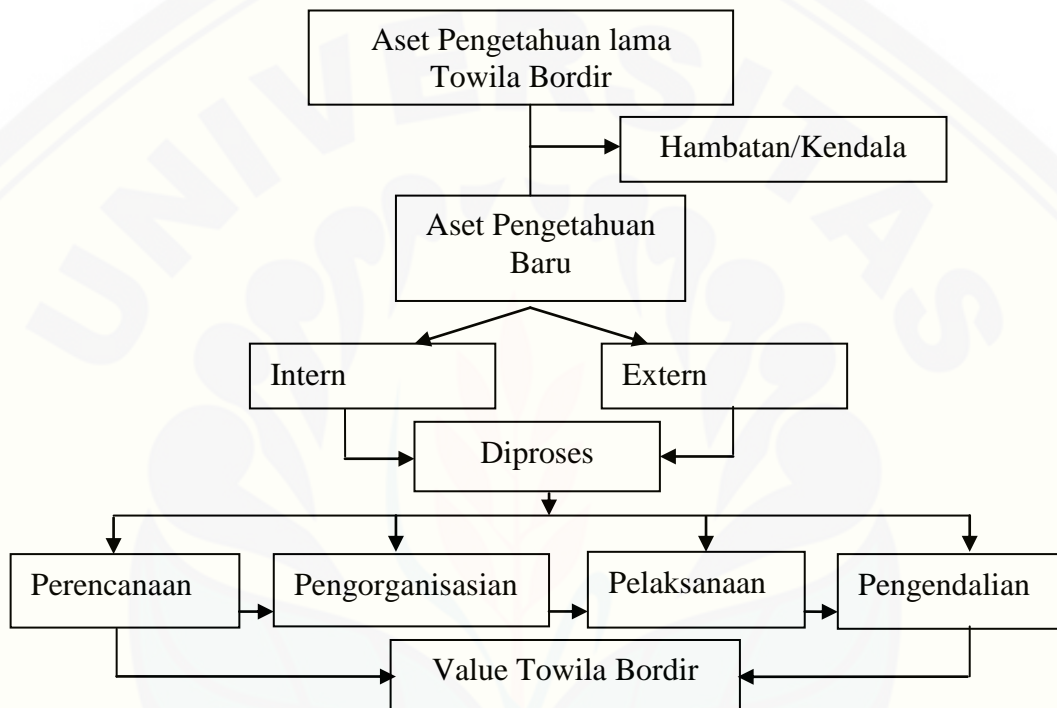 UNIVERSITAS
Aset Pengetahuan lama
Towila Bordir
Hambatan/Kendala
Aset Pengetahuan
Baru
Intern
Extern
Diproses
Perencanaan
Pengorganisasian
Pelaksanaan
Pengendalian
Value Towila Bordir